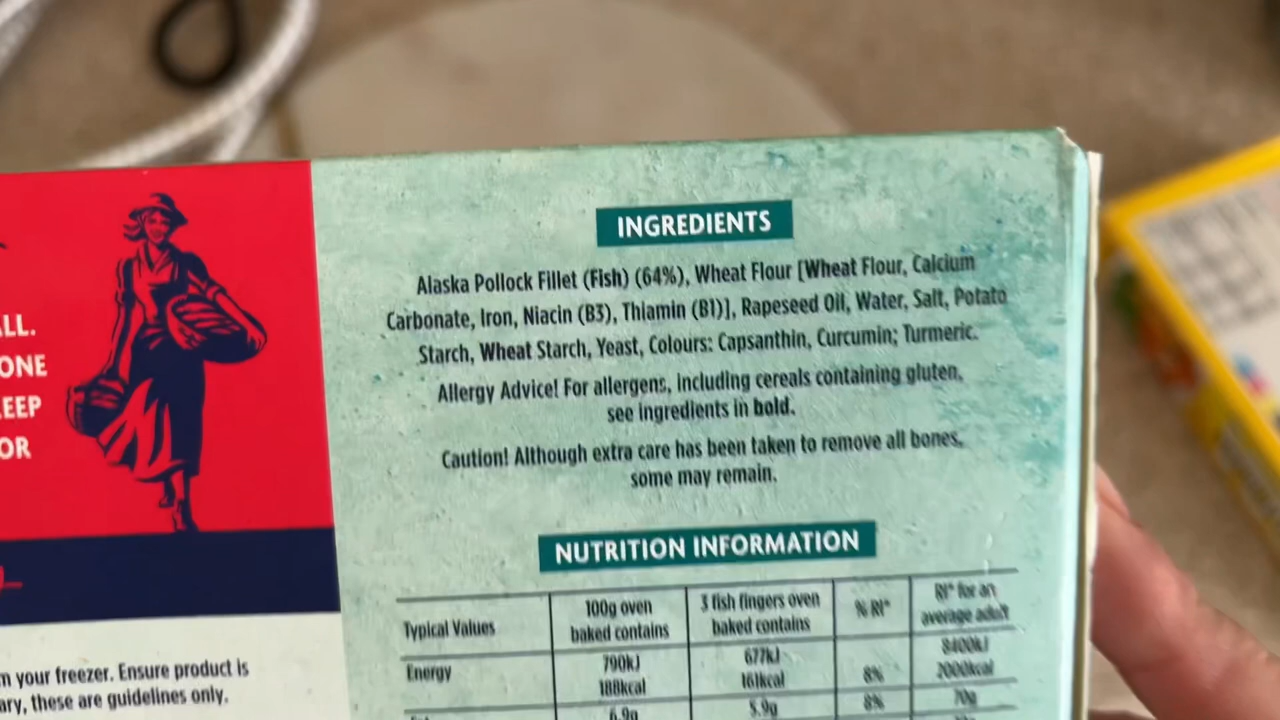 ALL.
ONE
EEP
OR
INGREDIENTS
Alaska Pollock Fillet (Fish) (64%), Wheat Flour [Wheat Flour, Calcium
Carbonate, Iron, Niacin (B3), Thiamin (B1)], Rapeseed Oil, Water, Salt, Potato
Starch, Wheat Starch, Yeast, Colours: Capsanthin, Curcumin; Turmeric.
Allergy Advice! For allergens, including cereals containing gluten,
see ingredients in bold.
Caution! Although extra care has been taken to remove all bones,
some may remain.
NUTRITION INFORMATION
Typical Values 100g oven baked contains 3 fish fingers oven baked contains % RI* RI* for an average adult
Energy 790kJ 677kJ 8400kJ
188kcal 161kcal 8% 2000kcal
6.9g 5.9g 8% 70g
your freezer. Ensure product is
ary, these are guidelines only.